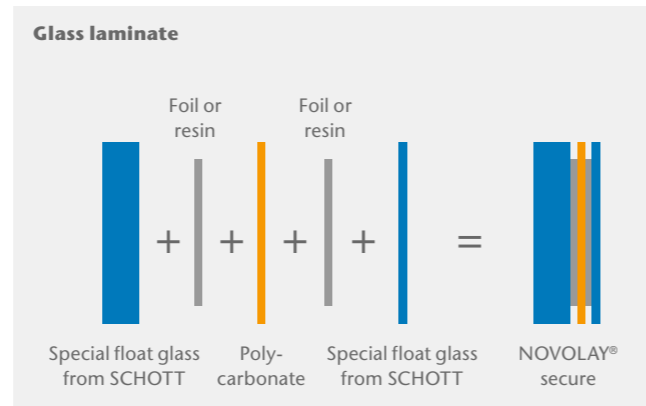 Glass laminate
Foil or
resin
Foil or
resin
+ + + + =
Special float glass
from SCHOTT
Poly-
carbonate
Special float glass
from SCHOTT
NOVOLAY®
secure